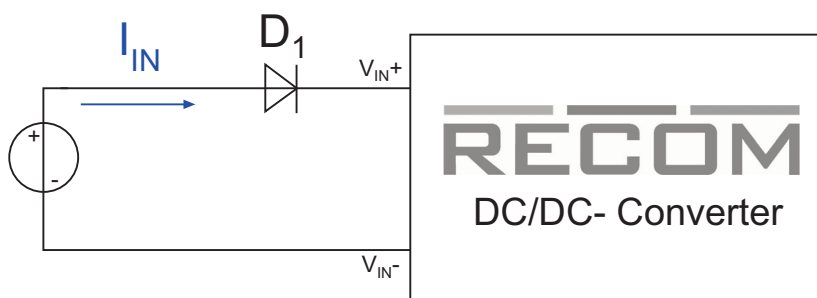 I_IN
D_1
V_IN+
+
-
RECOM
DC/DC- Converter
V_IN-